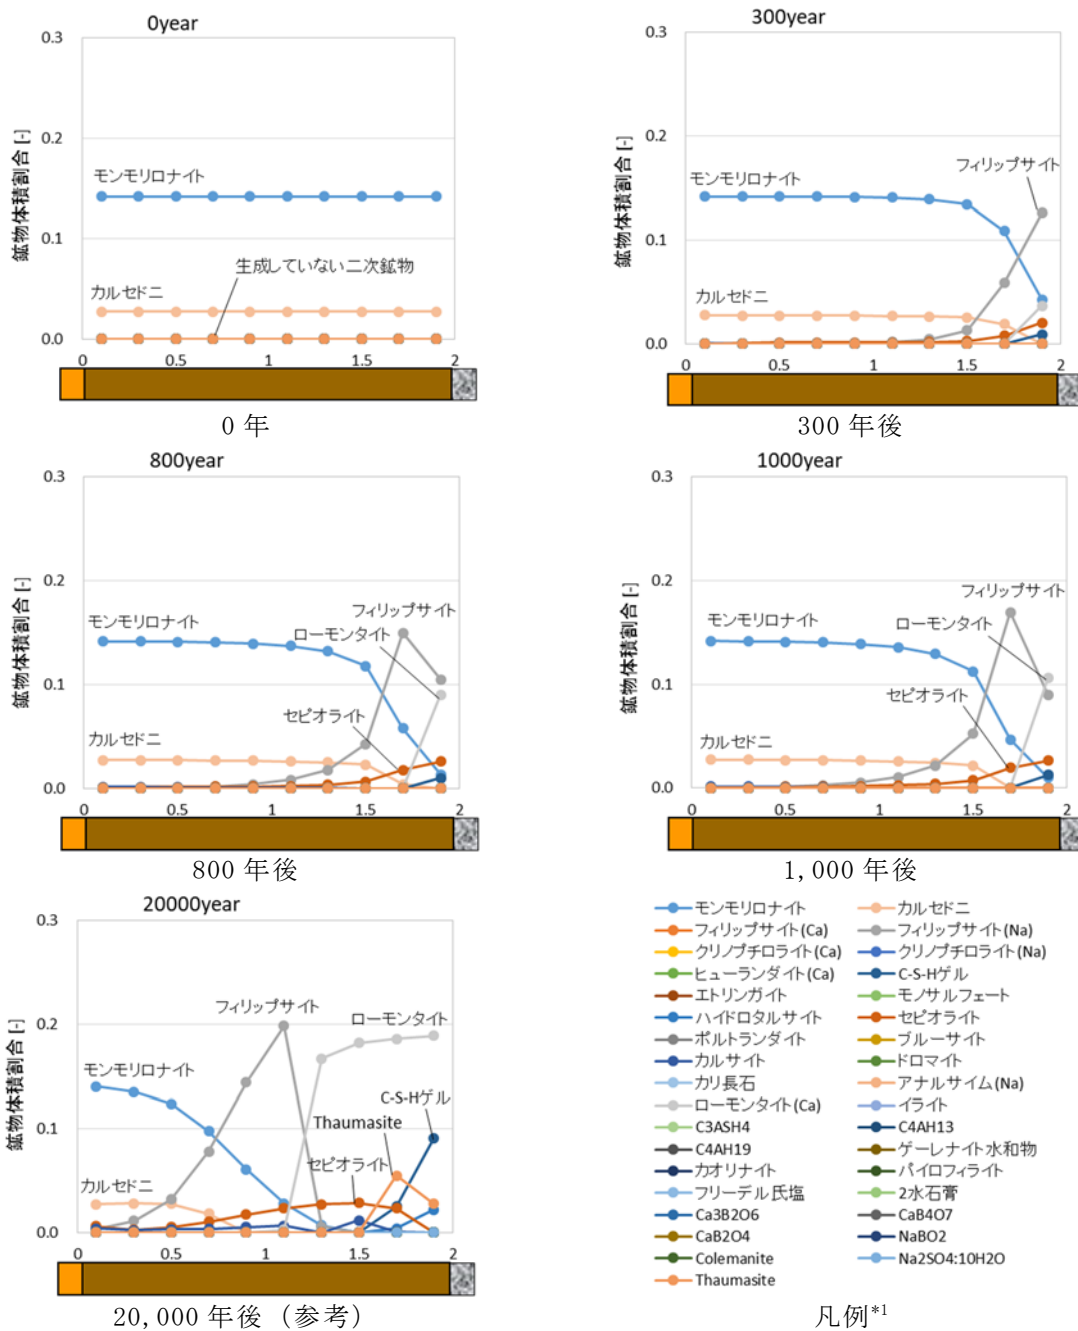 0year
0.3
0.2
0.1
0.0
鉱物体積割合 [-]
モンモリロナイト
生成していない二次鉱物
カルセドニ
0 0.5 1 1.5 2
0 年
300year
0.3
0.2
0.1
0.0
鉱物体積割合 [-]
フィリップサイト
モンモリロナイト
カルセドニ
0 0.5 1 1.5 2
300 年後
800year
0.3
0.2
0.1
0.0
鉱物体積割合 [-]
フィリップサイト
モンモリロナイト
ローモンタイト
セピオライト
カルセドニ
0 0.5 1 1.5 2
800 年後
1000year
0.3
0.2
0.1
0.0
鉱物体積割合 [-]
フィリップサイト
モンモリロナイト
ローモンタイト
セピオライト
カルセドニ
0 0.5 1 1.5 2
1,000 年後
20000year
0.3
0.2
0.1
0.0
鉱物体積割合 [-]
フィリップサイト
ローモンタイト
モンモリロナイト
C-S-Hゲル
Thaumasite
セピオライト
カルセドニ
0 0.5 1 1.5 2
20,000 年後 (参考)
モンモリロナイト カルセドニ
フィリップサイト(Ca) フィリップサイト(Na)
クリノプチロライト(Ca) クリノプチロライト(Na)
ヒューランダイト(Ca) C-S-Hゲル
エトリンガイト モノサルフェート
ハイドロタルサイト セピオライト
ポルトランダイト ブルーサイト
カルサイト ドロマイト
カリ長石 アナルサイム(Na)
ローモンタイト(Ca) イライト
C3ASH4 C4AH13
C4AH19 ゲーレナイト水和物
カオリナイト パイロフィライト
フリーデル氏塩 2水石膏
Ca3B2O6 CaB4O7
CaB2O4 NaBO2
Colemanite Na2SO4:10H2O
Thaumasite
凡例*1